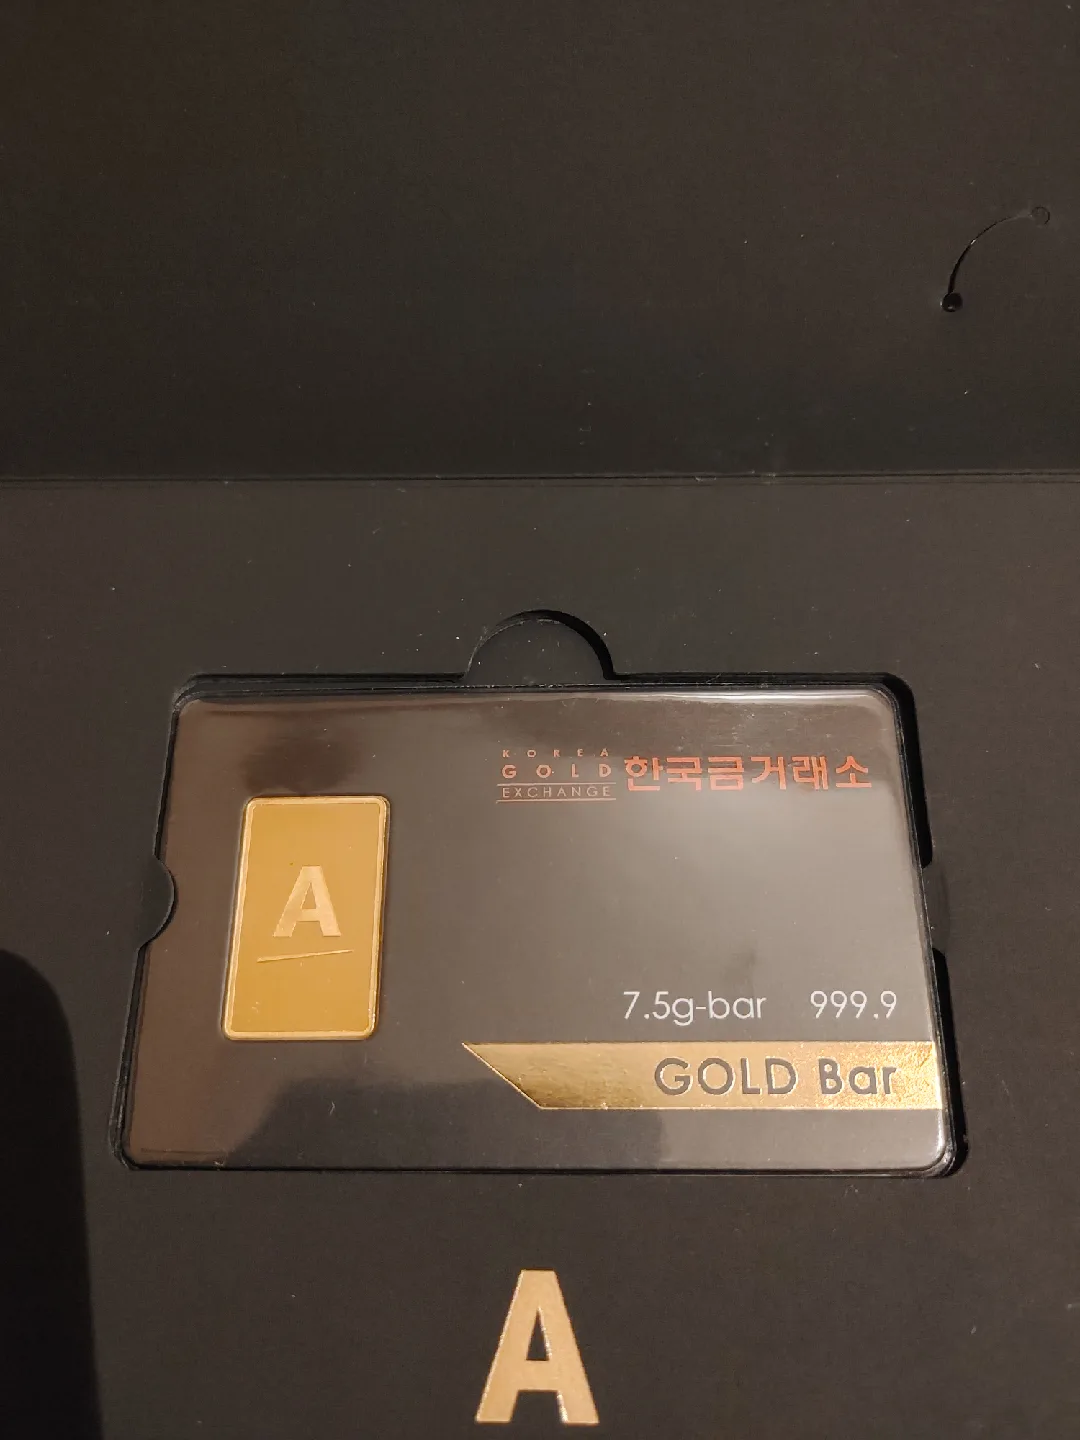 KOREA
GOLD
EXCHANGE
한국금거래소
A
7.5g-bar 999.9
GOLD Bar
A